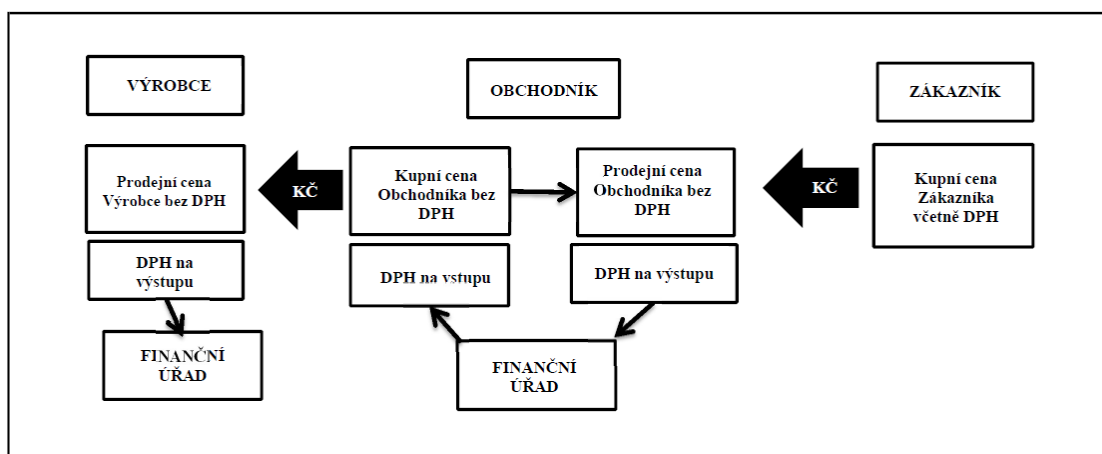 VÝROBCE
OBCHODNÍK
ZÁKAZNÍK
Prodejní cena
Výrobce bez DPH
KČ
Kupní cena
Obchodníka bez
DPH
Prodejní cena
Obchodníka bez
DPH
KČ
Kupní cena
Zákazníka
včetně DPH
DPH na
výstupu
DPH na vstupu
DPH na výstupu
FINANČNÍ
ÚŘAD
FINANČNÍ
ÚŘAD